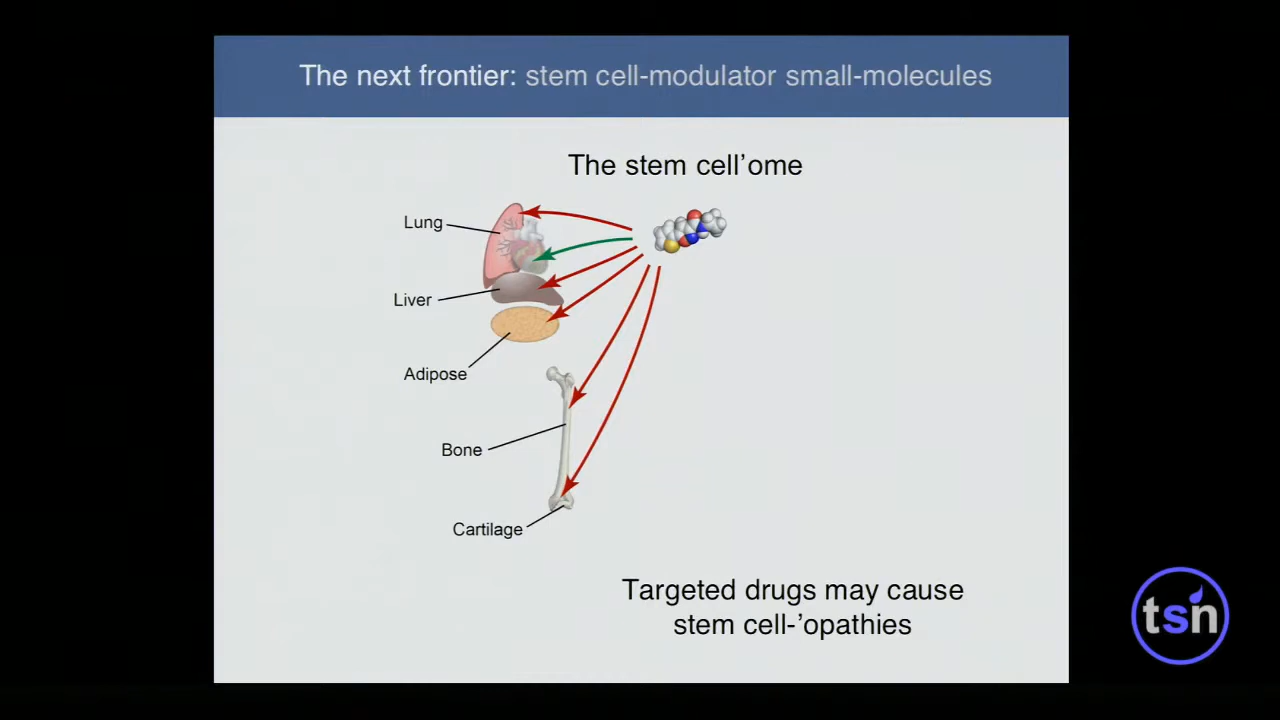 The next frontier: stem cell-modulator small-molecules
The stem cell’ome
Lung
Liver
Adipose
Bone
Cartilage
Targeted drugs may cause
stem cell-’opathies
tsn